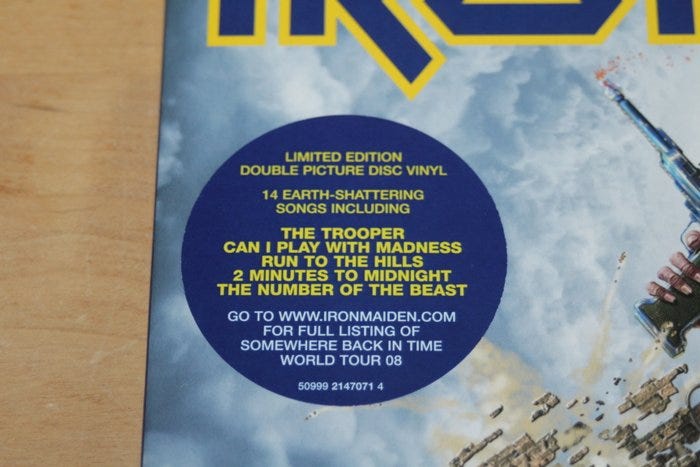 IRON
LIMITED EDITION
DOUBLE PICTURE DISC VINYL
14 EARTH-SHATTERING
SONGS INCLUDING
THE TROOPER
CAN I PLAY WITH MADNESS
RUN TO THE HILLS
2 MINUTES TO MIDNIGHT
THE NUMBER OF THE BEAST
GO TO WWW.IRONMAIDEN.COM
FOR FULL LISTING OF
SOMEWHERE BACK IN TIME
WORLD TOUR 08
50999 2147071 4